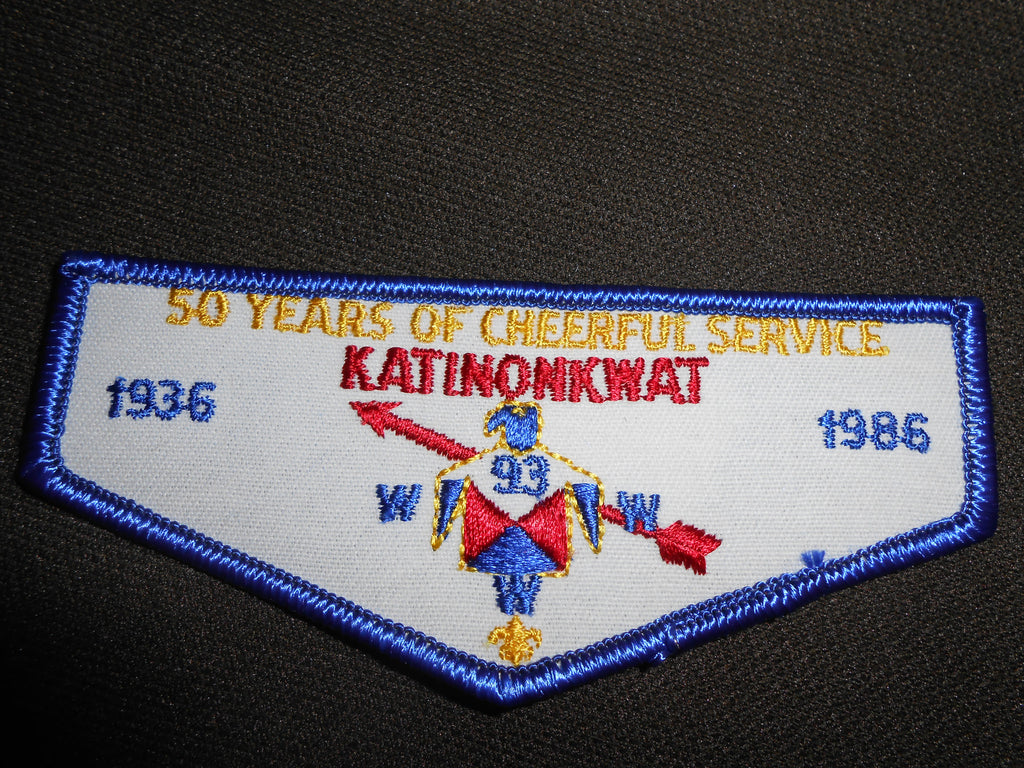 50 YEARS OF CHEERFUL SERVICE
KATINONKWAT
1936 1986
93
W W
W